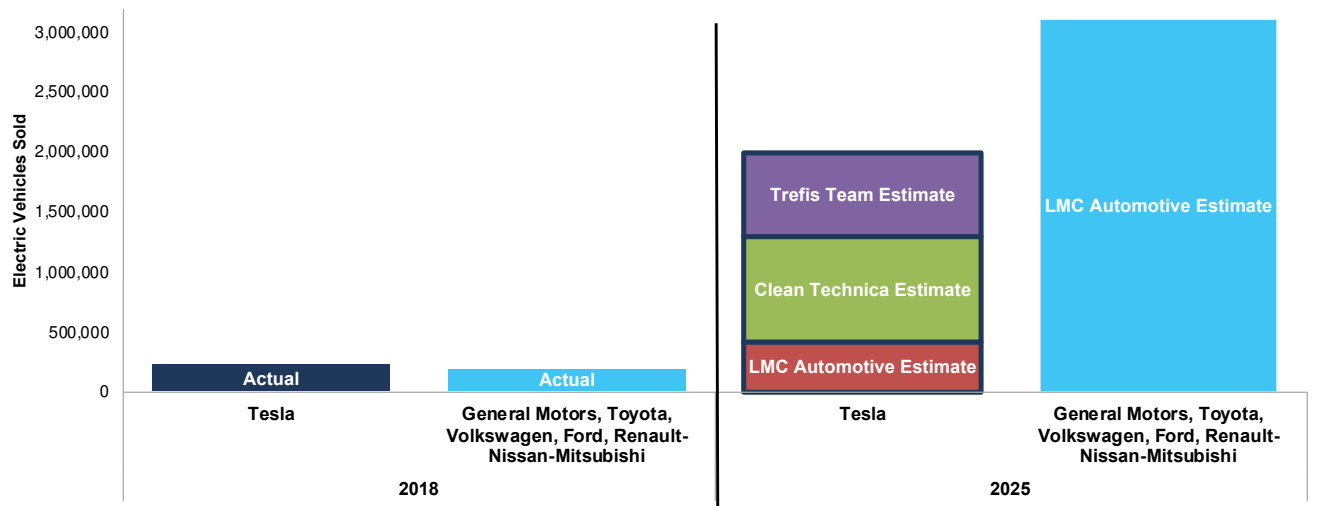 Electric Vehicles Sold
3,000,000
2,500,000
2,000,000
1,500,000
1,000,000
500,000
0
Actual
Actual
Trefis Team Estimate
Clean Technica Estimate
LMC Automotive Estimate
LMC Automotive Estimate
Tesla
General Motors, Toyota,
Volkswagen, Ford, Renault-
Nissan-Mitsubishi
Tesla
General Motors, Toyota,
Volkswagen, Ford, Renault-
Nissan-Mitsubishi
2018
2025